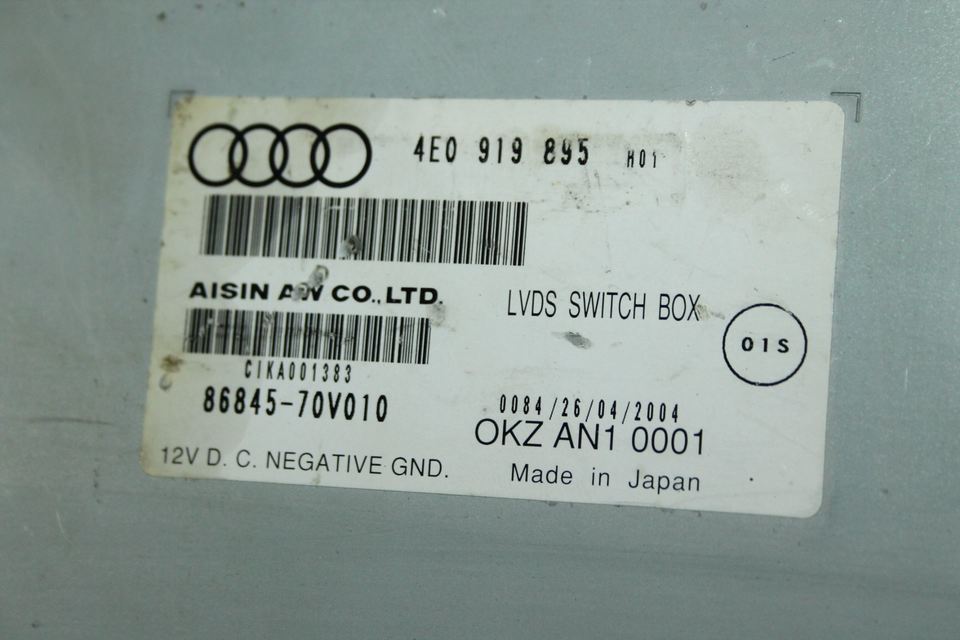 4E0 919 895 H01
AISIN AW CO.,LTD.
LVDS SWITCH BOX
01S
CIKA001383
86845-70V010
0084/26/04/2004
OKZ AN1 0001
12V D. C. NEGATIVE GND.
Made in Japan